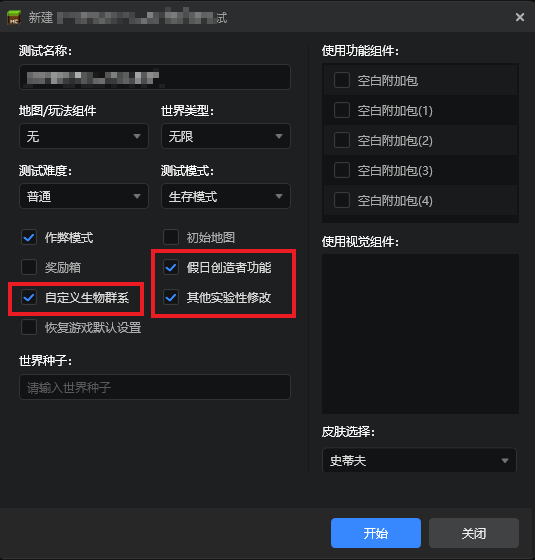 新建 试
测试名称：
地图/玩法组件
世界类型：
无
无限
测试难度：
测试模式：
普通
生存模式
作弊模式
初始地图
奖励箱
假日创造者功能
自定义生物群系
其他实验性修改
恢复游戏默认设置
世界种子：
请输入世界种子
使用功能组件：
空白附加包
空白附加包(1)
空白附加包(2)
空白附加包(3)
空白附加包(4)
使用视觉组件：
皮肤选择：
史蒂夫
开始
关闭